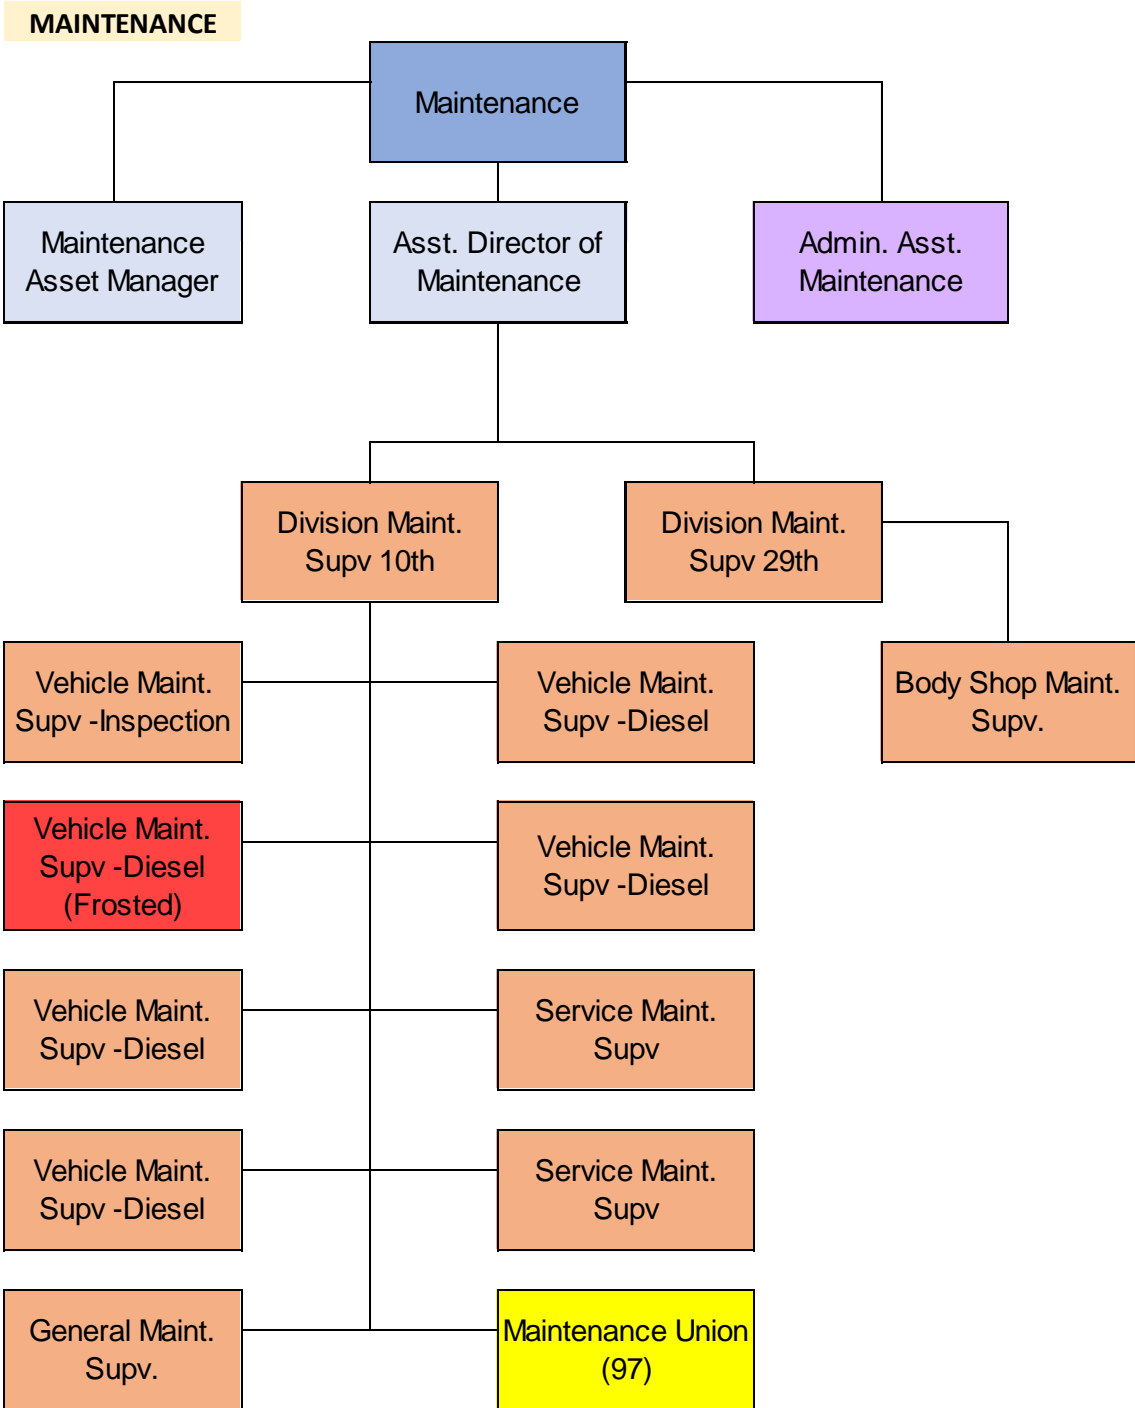 MAINTENANCE
Maintenance
Maintenance
Asset Manager
Asst. Director of
Maintenance
Admin. Asst.
Maintenance
Division Maint.
Supv 10th
Division Maint.
Supv 29th
Vehicle Maint.
Supv -Inspection
Vehicle Maint.
Supv -Diesel
Body Shop Maint.
Supv.
Vehicle Maint.
Supv -Diesel
(Frosted)
Vehicle Maint.
Supv -Diesel
Vehicle Maint.
Supv -Diesel
Service Maint.
Supv
Vehicle Maint.
Supv -Diesel
Service Maint.
Supv
General Maint.
Supv.
Maintenance Union
(97)